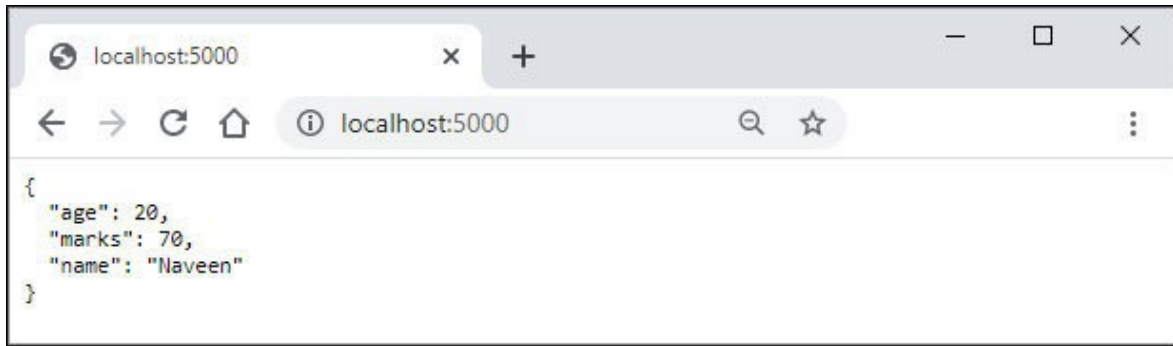 localhost:5000
localhost:5000
{
  "age": 20,
  "marks": 70,
  "name": "Naveen"
}